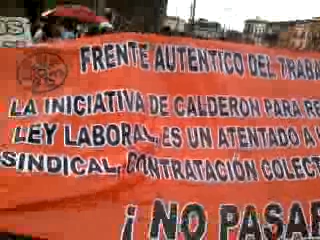 FRENTE AUTENTICO DEL TRABA
LA INICIATIVA DE CALDERON PARA RE
LEY LABORAL, ES UN ATENTADO A
SINDICAL, CONTRATACIÓN COLECT
¡NO PASAR